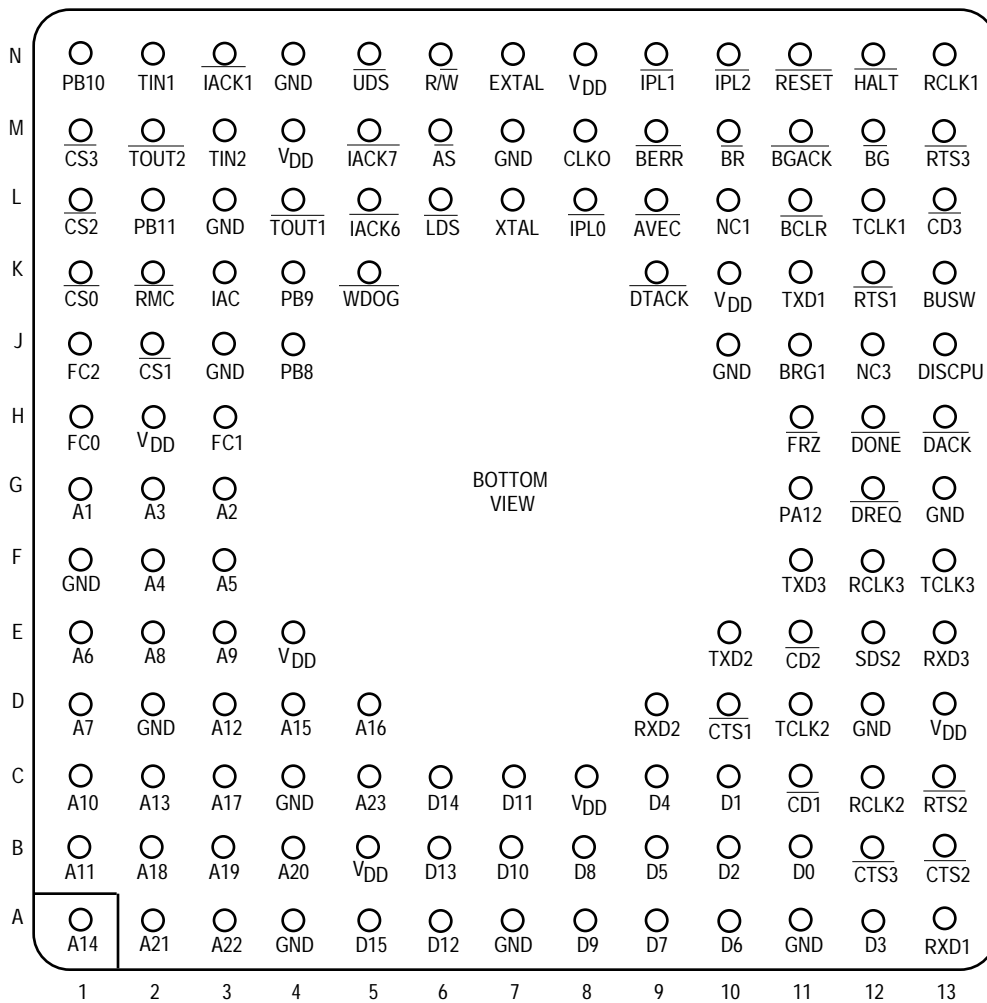 N
PB10 TIN1 IACK1 GND UDS R/W EXTAL VDD IPL1 IPL2 RESET HALT RCLK1
M
CS3 TOUT2 TIN2 VDD IACK7 AS GND CLKO BERR BR BGACK BG RTS3
L
CS2 PB11 GND TOUT1 IACK6 LDS XTAL IPL0 AVEC NC1 BCLR TCLK1 CD3
K
CS0 RMC IAC PB9 WDOG DTACK VDD TXD1 RTS1 BUSW
J
FC2 CS1 GND PB8 GND BRG1 NC3 DISCPU
H
FC0 VDD FC1 FRZ DONE DACK
BOTTOM
VIEW
G
A1 A3 A2 PA12 DREQ GND
F
GND A4 A5 TXD3 RCLK3 TCLK3
E
A6 A8 A9 VDD TXD2 CD2 SDS2 RXD3
D
A7 GND A12 A15 A16 RXD2 CTS1 TCLK2 GND VDD
C
A10 A13 A17 GND A23 D14 D11 VDD D4 D1 CD1 RCLK2 RTS2
B
A11 A18 A19 A20 VDD D13 D10 D8 D5 D2 D0 CTS3 CTS2
A
A14 A21 A22 GND D15 D12 GND D9 D7 D6 GND D3 RXD1
1 2 3 4 5 6 7 8 9 10 11 12 13